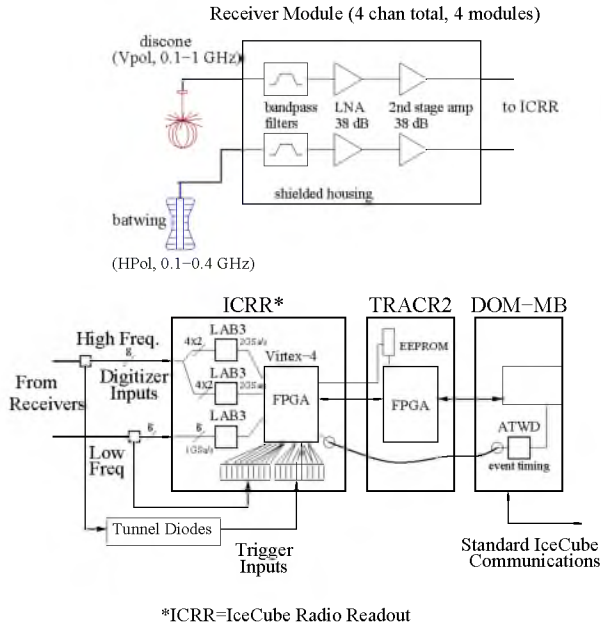 Receiver Module (4 chan total, 4 modules)
discone
(Vpol, 0.1−1 GHz)
bandpass
filters
LNA
38 dB
2nd stage amp
38 dB
to ICRR
shielded housing
batwing
(HPol, 0.1−0.4 GHz)
ICRR*
TRACR2
DOM−MB
High Freq.
8
Digitizer
Inputs
From
Receivers
Low
Freq
8
4x2
LAB3
2GSa/s
4x2
LAB3
2GSa/s
LAB3
8
1GSa/s
Virtex−4
FPGA
EEPROM
FPGA
ATWD
event timing
Tunnel Diodes
Trigger
Inputs
Standard IceCube
Communications
*ICRR=IceCube Radio Readout